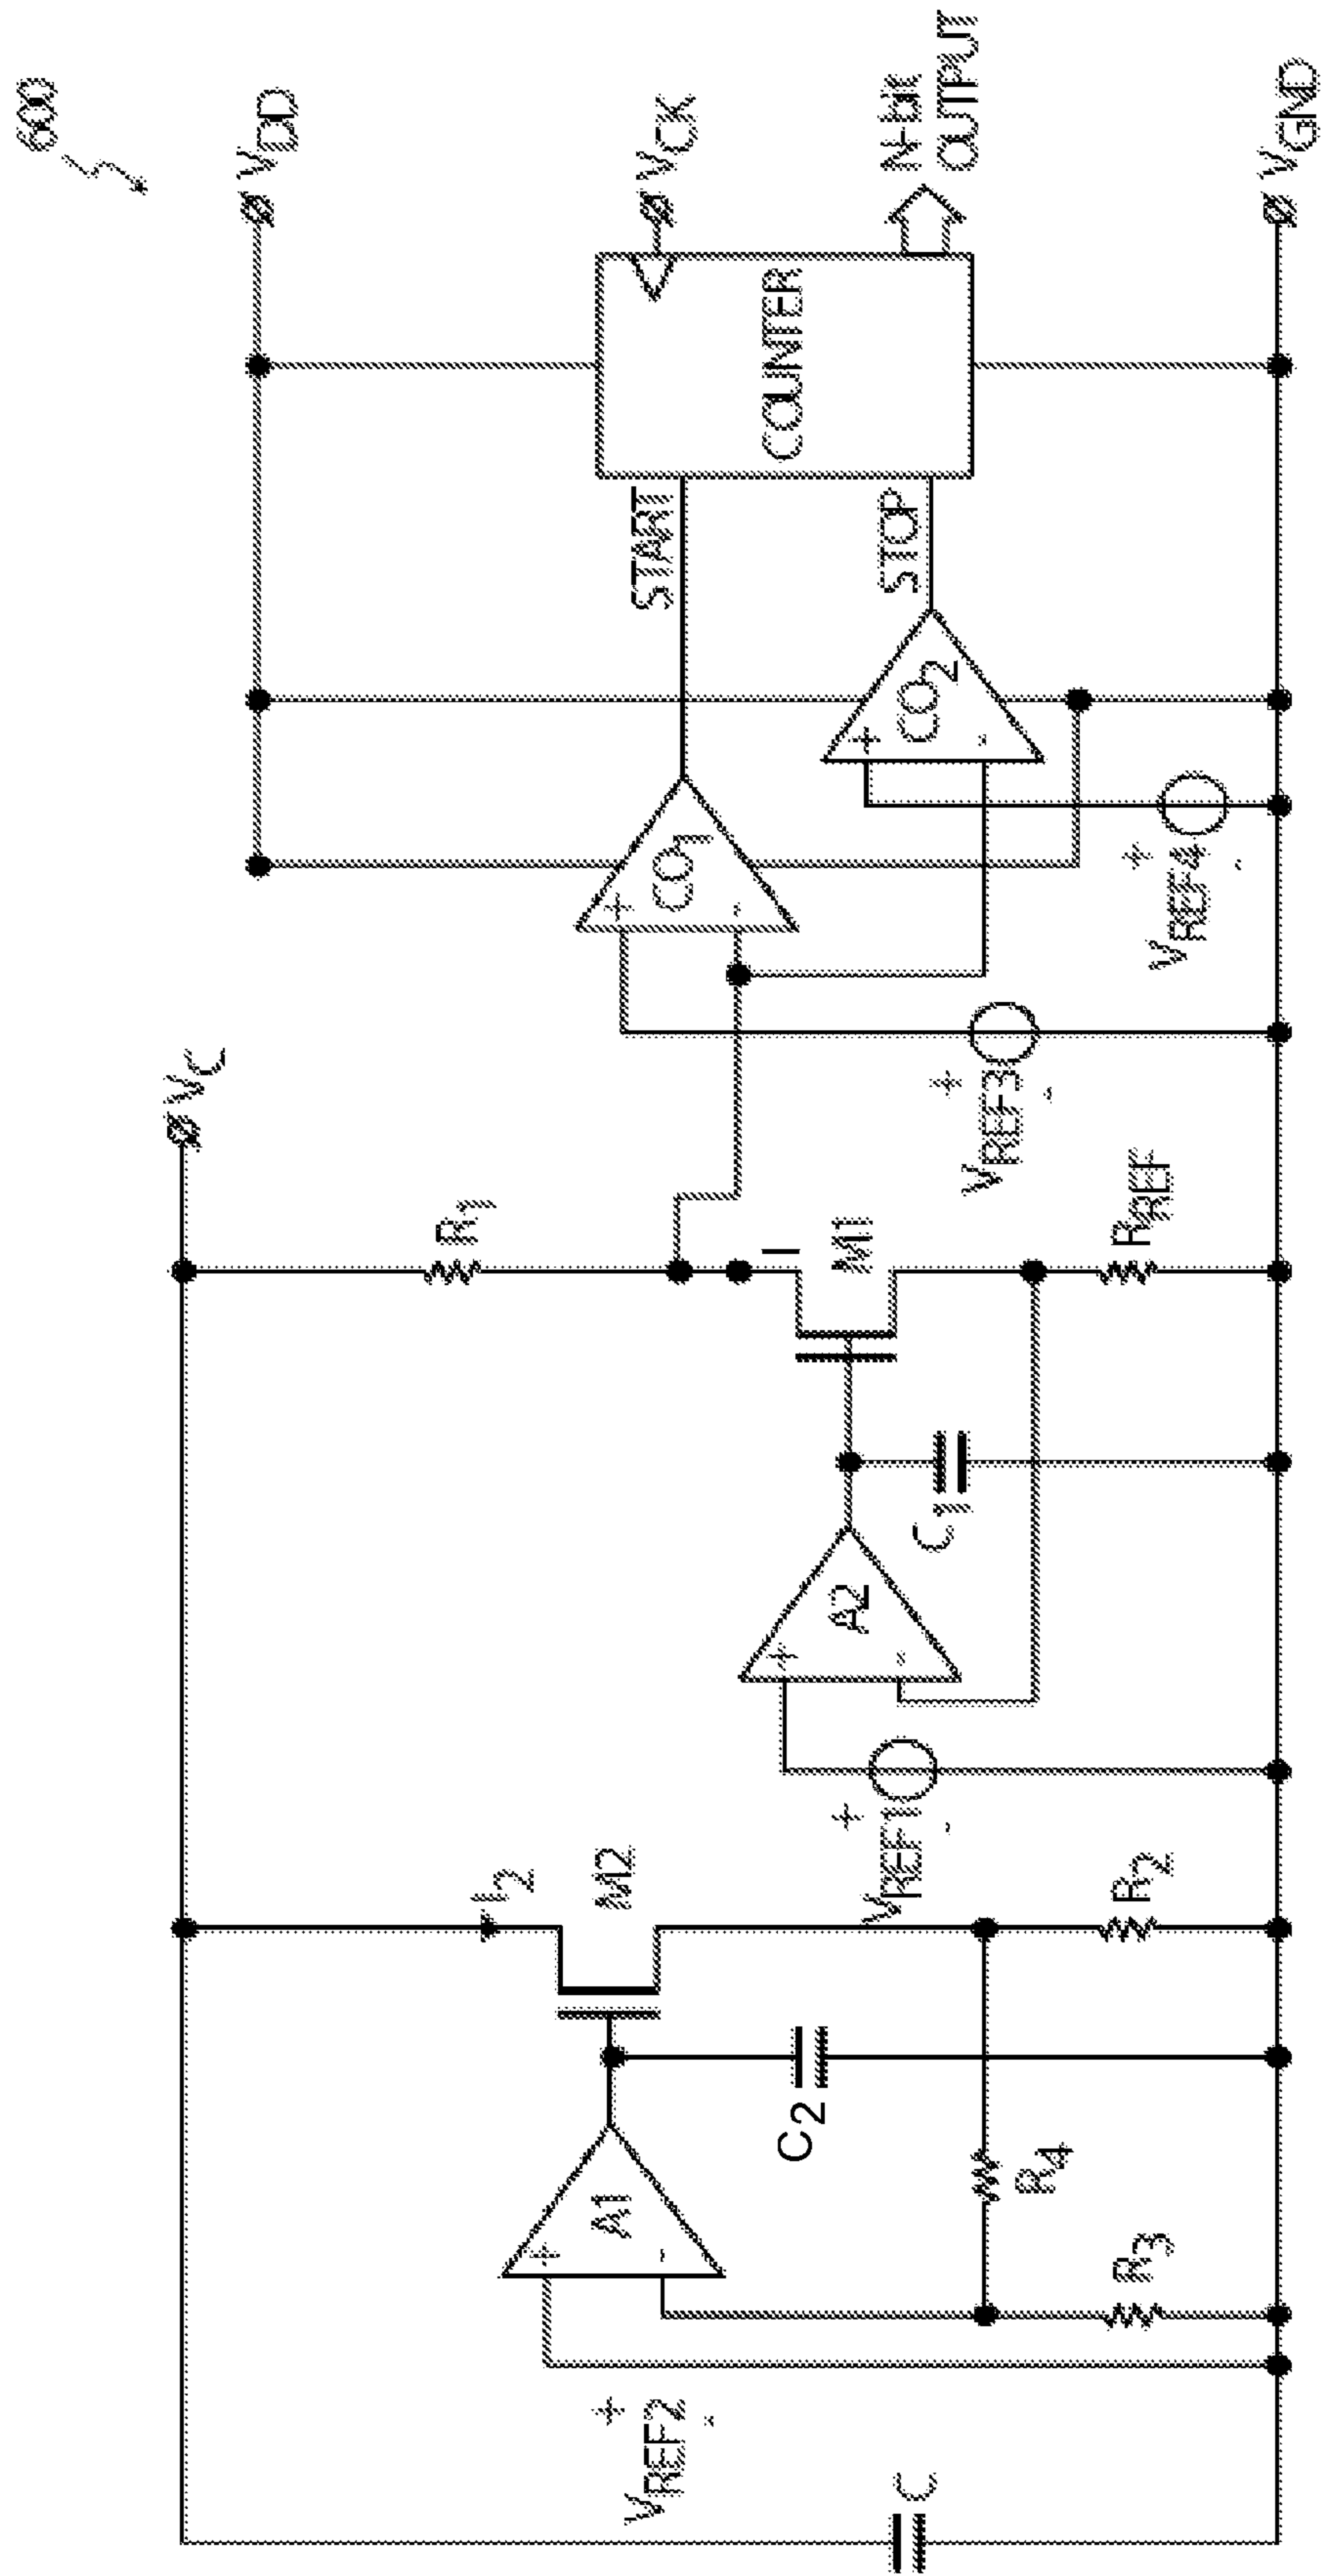 600
VDD
VC
VCK
N-bit
OUTPUT
COUNTER
START
STOP
CO1
CO2
VREF4
VREF3
R1
I
M1
RREF
A2
C1
VREF1
I2
M2
R2
A1
C2
R4
R3
VREF2
C
VGND